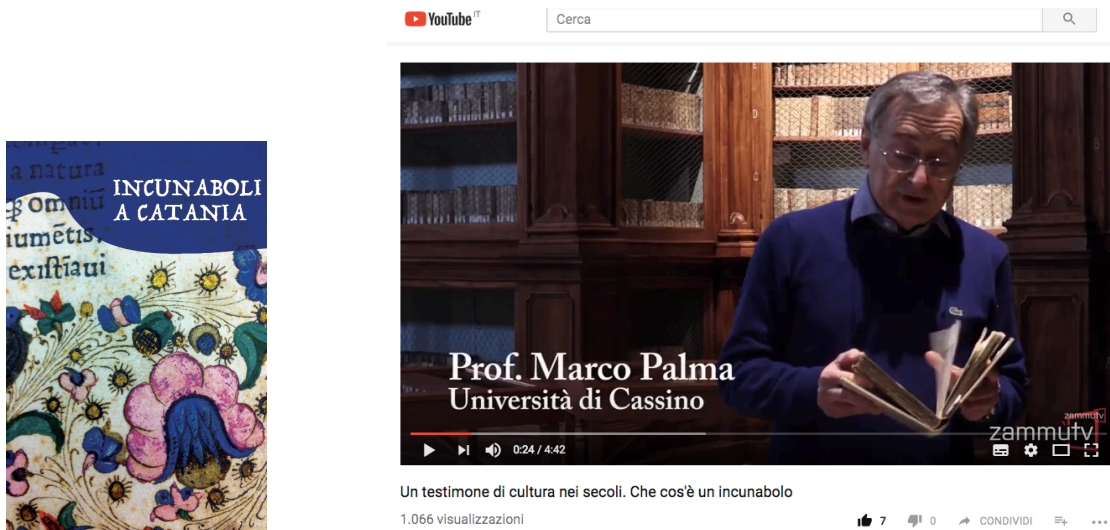 a natura
ꝓ omniū
iumētis.
existiaui
INCUNABOLI
A CATANIA
YouTube IT
Cerca
Prof. Marco Palma
Università di Cassino
zammutv
zammutv
0:24 / 4:42
Un testimone di cultura nei secoli. Che cos'è un incunabolo
1.066 visualizzazioni
7
0
CONDIVIDI